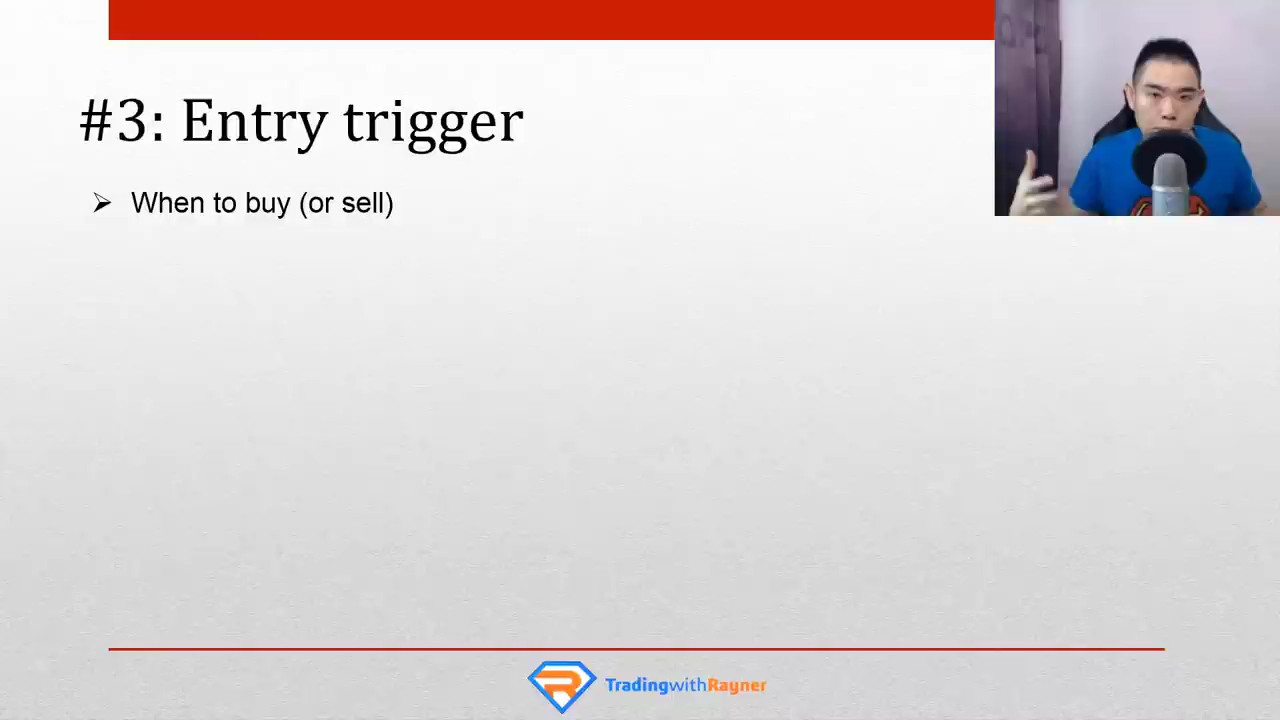 #3: Entry trigger
➢ When to buy (or sell)
TradingwithRayner